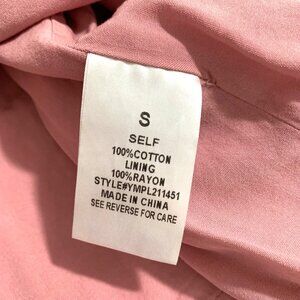 S
SELF
100%COTTON
LINING
100%RAYON
STYLE#YMPL211451
MADE IN CHINA
SEE REVERSE FOR CARE